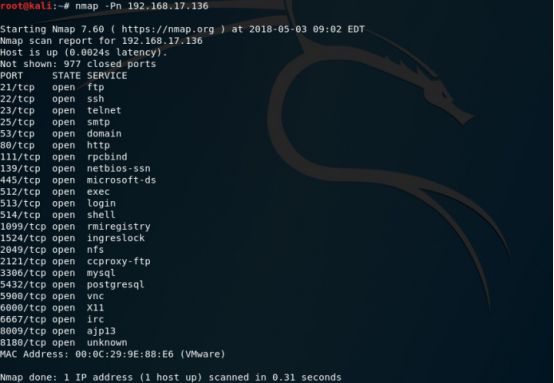 root@kali:~# nmap -Pn 192.168.17.136
Starting Nmap 7.60 ( https://nmap.org ) at 2018-05-03 09:02 EDT
Nmap scan report for 192.168.17.136
Host is up (0.0024s latency).
Not shown: 977 closed ports
PORT     STATE SERVICE
21/tcp   open  ftp
22/tcp   open  ssh
23/tcp   open  telnet
25/tcp   open  smtp
53/tcp   open  domain
80/tcp   open  http
111/tcp  open  rpcbind
139/tcp  open  netbios-ssn
445/tcp  open  microsoft-ds
512/tcp  open  exec
513/tcp  open  login
514/tcp  open  shell
1099/tcp open  rmiregistry
1524/tcp open  ingreslock
2049/tcp open  nfs
2121/tcp open  ccproxy-ftp
3306/tcp open  mysql
5432/tcp open  postgresql
5900/tcp open  vnc
6000/tcp open  X11
6667/tcp open  irc
8009/tcp open  ajp13
8180/tcp open  unknown
MAC Address: 00:0C:29:9E:88:E6 (VMware)
Nmap done: 1 IP address (1 host up) scanned in 0.31 seconds